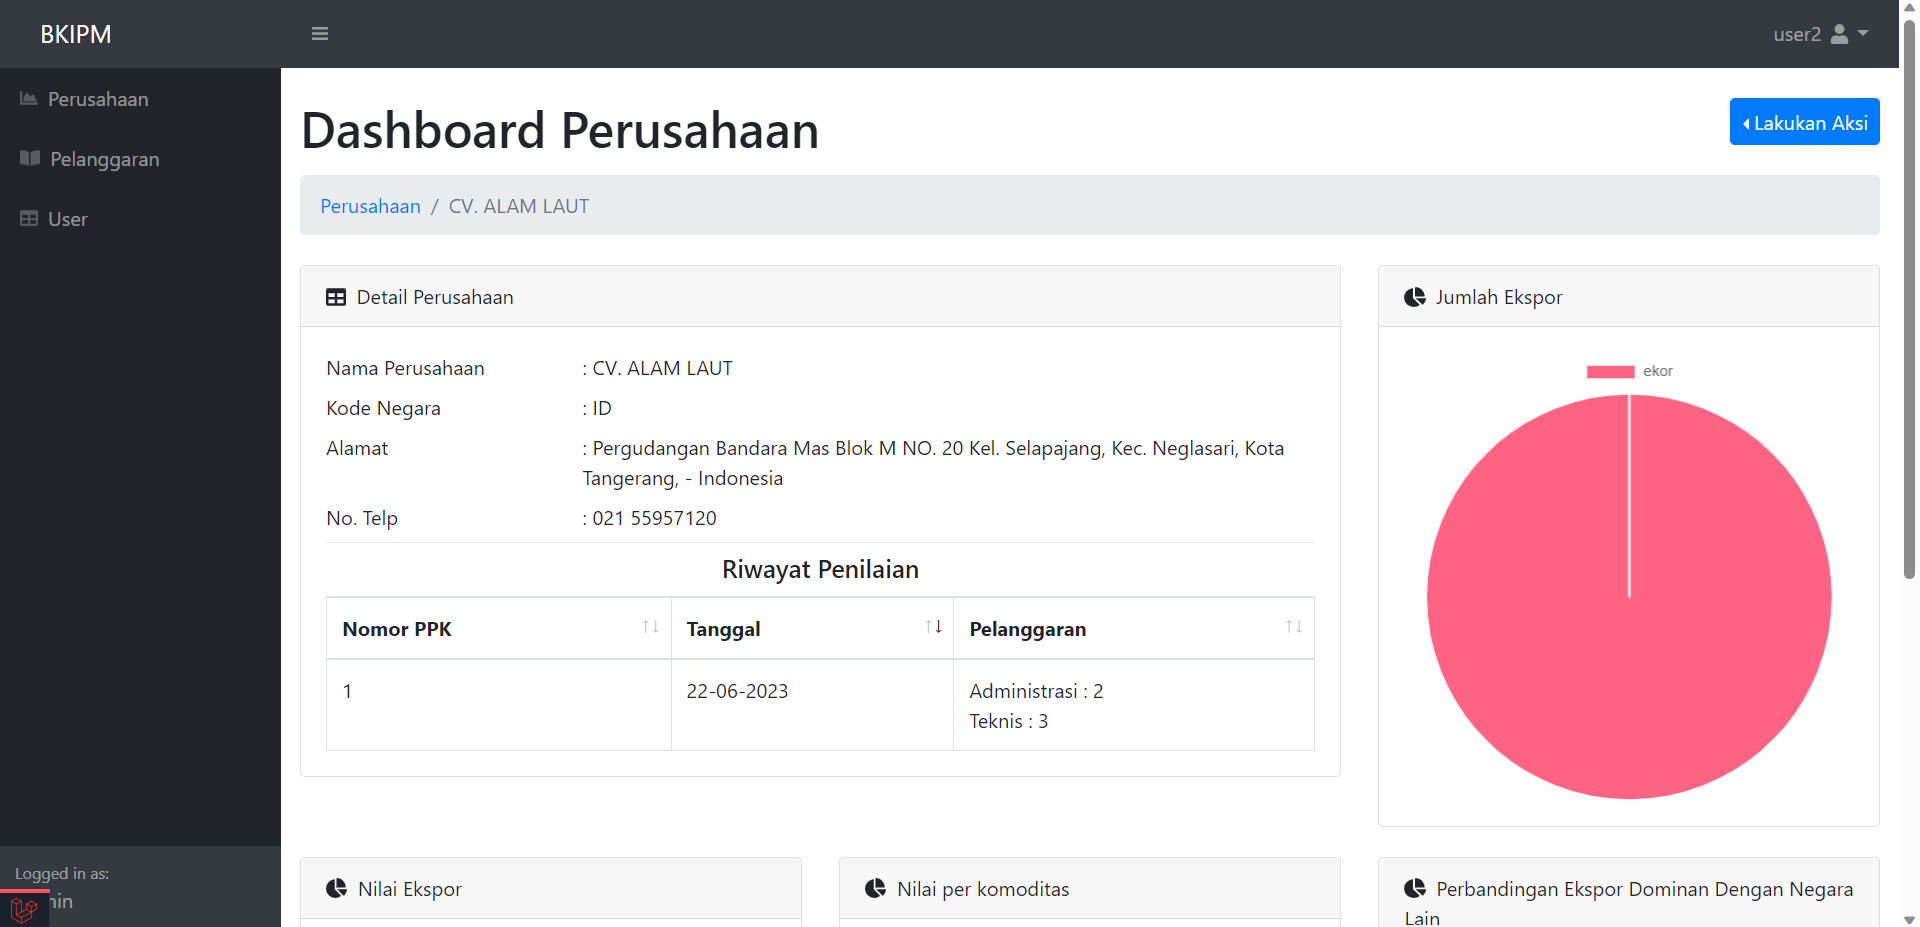 BKIPM
user2
Perusahaan
Pelanggaran
User
Dashboard Perusahaan
Lakukan Aksi
Perusahaan / CV. ALAM LAUT
Detail Perusahaan
Nama Perusahaan : CV. ALAM LAUT
Kode Negara : ID
Alamat : Pergudangan Bandara Mas Blok M NO. 20 Kel. Selapajang, Kec. Neglasari, Kota
Tangerang, - Indonesia
No. Telp : 021 55957120
Riwayat Penilaian
Nomor PPK Tanggal Pelanggaran
1 22-06-2023 Administrasi : 2
Teknis : 3
Jumlah Ekspor
ekor
Nilai Ekspor
Nilai per komoditas
Perbandingan Ekspor Dominan Dengan Negara
Lain
Logged in as: